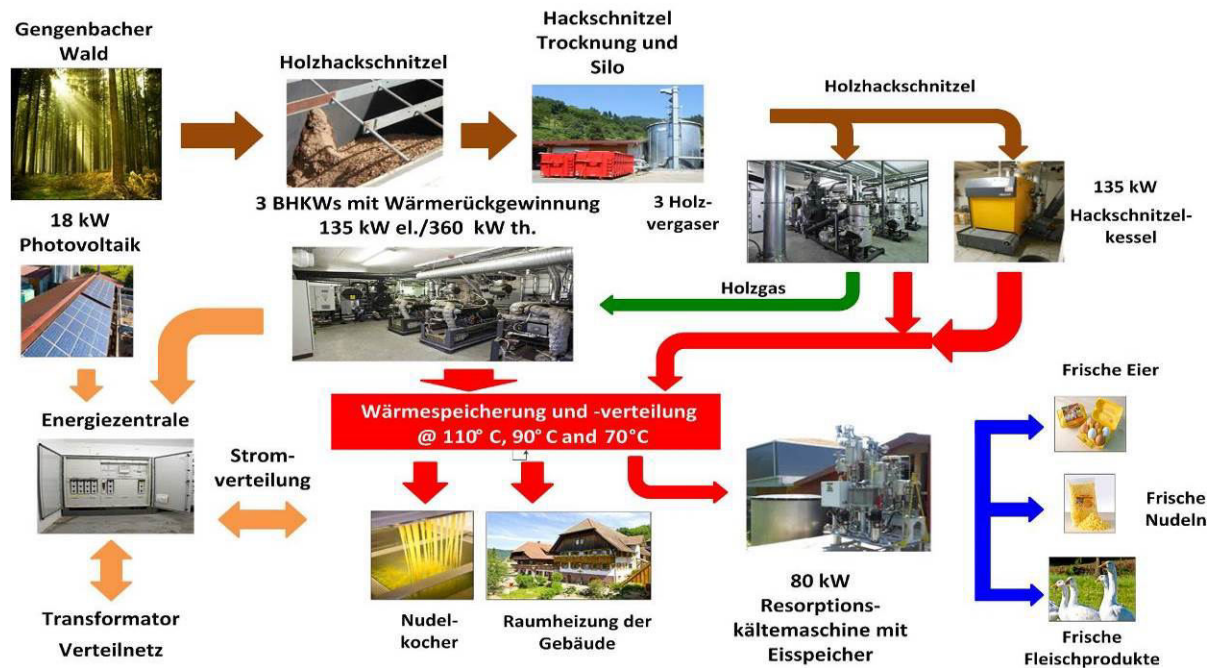 Gengenbacher
Wald
Holzhackschnitzel
Hackschnitzel
Trocknung und
Silo
Holzhackschnitzel
18 kW
Photovoltaik
3 BHKWs mit Wärmerückgewinnung
135 kW el./360 kW th.
3 Holz-
vergaser
135 kW
Hackschnitzel-
kessel
Holzgas
Energiezentrale
Strom-
verteilung
Wärmespeicherung und -verteilung
@ 110° C, 90° C and 70°C
Frische Eier
Frische
Nudeln
Transformator
Verteilnetz
Nudel-
kocher
Raumheizung der
Gebäude
80 kW
Resorptions-
kältemaschine mit
Eisspeicher
Frische
Fleischprodukte